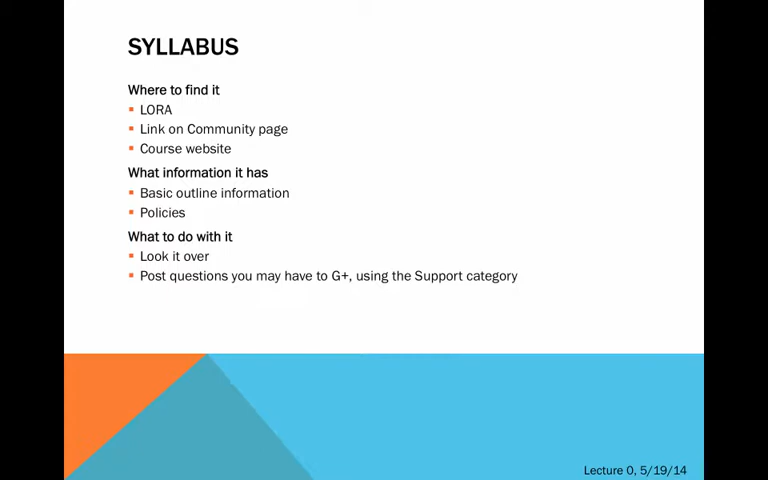 SYLLABUS
Where to find it
▪ LORA
▪ Link on Community page
▪ Course website
What information it has
▪ Basic outline information
▪ Policies
What to do with it
▪ Look it over
▪ Post questions you may have to G+, using the Support category
Lecture 0, 5/19/14